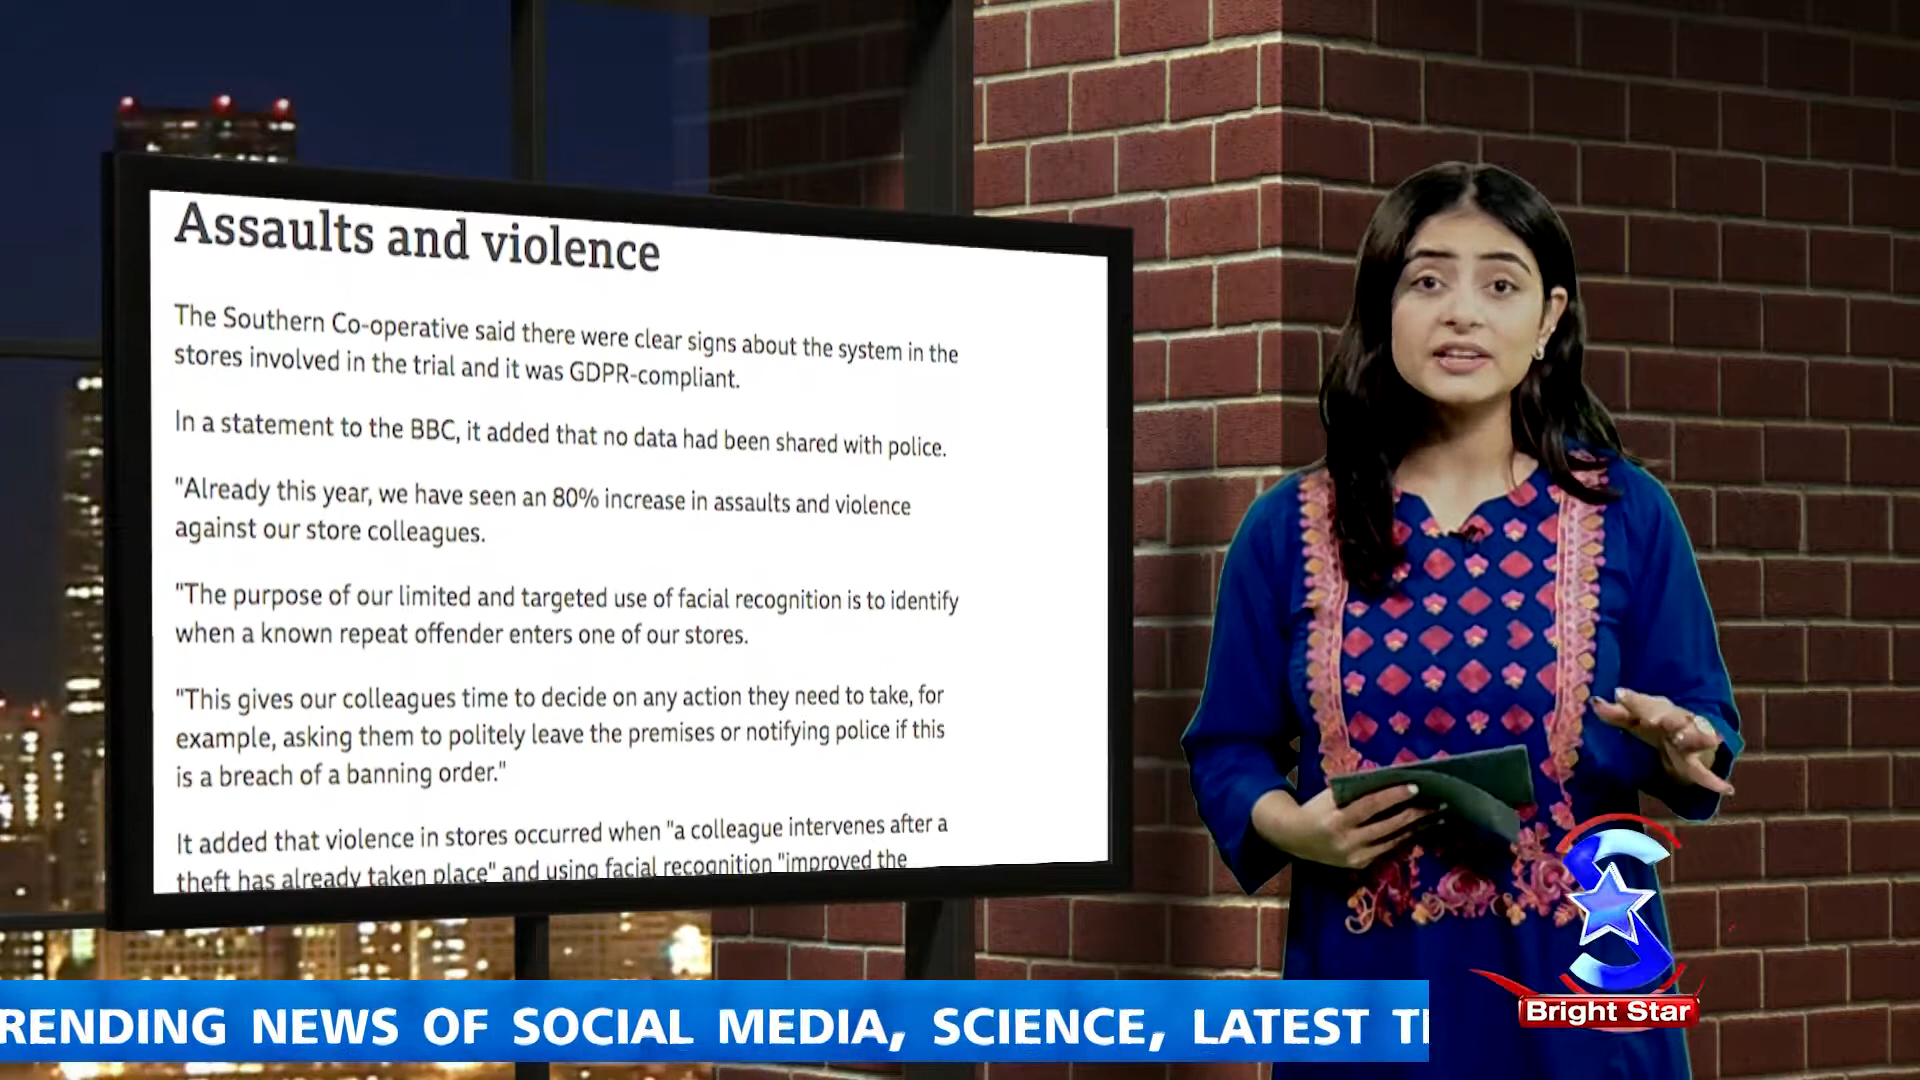 Assaults and violence
The Southern Co-operative said there were clear signs about the system in the
stores involved in the trial and it was GDPR-compliant.
In a statement to the BBC, it added that no data had been shared with police.
"Already this year, we have seen an 80% increase in assaults and violence
against our store colleagues.
"The purpose of our limited and targeted use of facial recognition is to identify
when a known repeat offender enters one of our stores.
"This gives our colleagues time to decide on any action they need to take, for
example, asking them to politely leave the premises or notifying police if this
is a breach of a banning order."
It added that violence in stores occurred when "a colleague intervenes after a
theft has already taken place" and using facial recognition "improved the
RENDING NEWS OF SOCIAL MEDIA, SCIENCE, LATEST
Bright Star